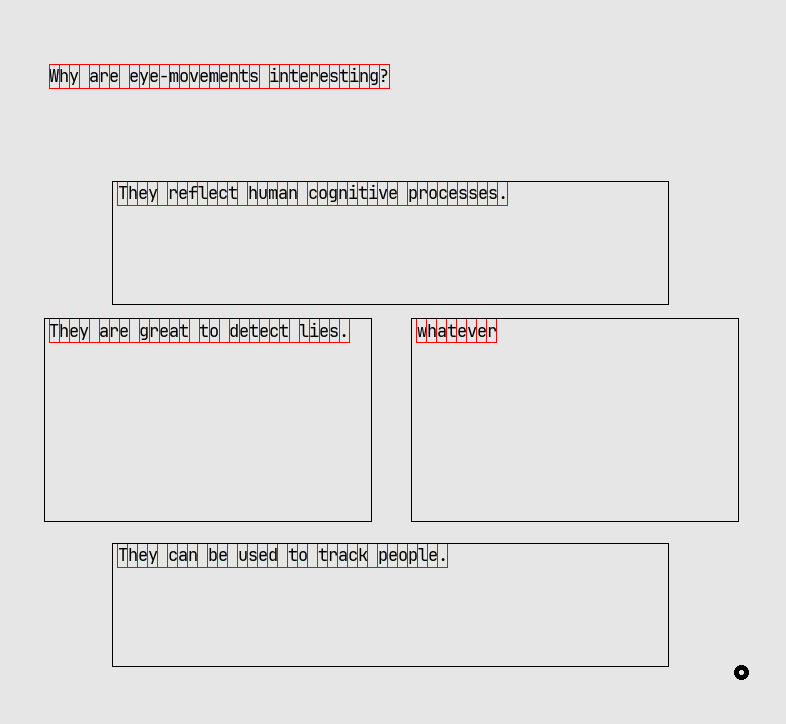 Why are eye-movements interesting?
They reflect human cognitive processes.
They are great to detect lies.
whatever
They can be used to track people.